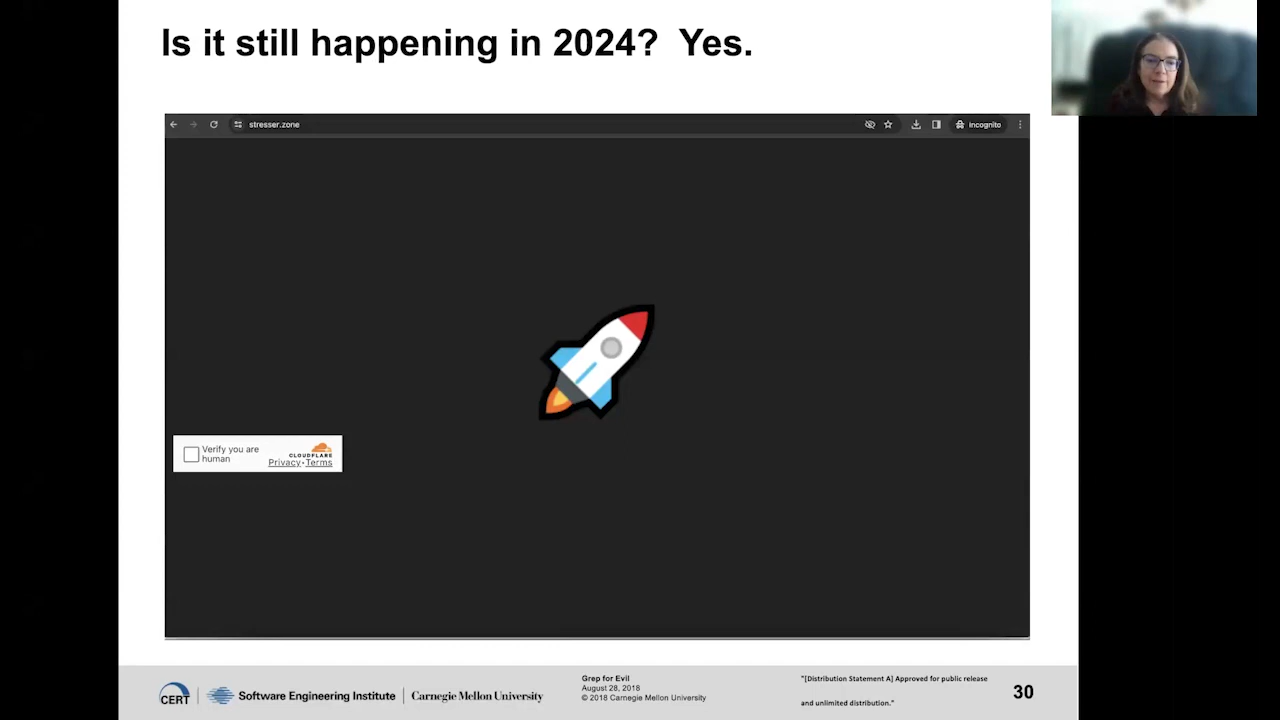 Is it still happening in 2024?  Yes.
stresser.zone
Incognito
Verify you are
human
CLOUDFLARE
Privacy • Terms
CERT
Software Engineering Institute
Carnegie Mellon University
Grep for Evil
August 28, 2018
© 2018 Carnegie Mellon University
"[Distribution Statement A] Approved for public release
and unlimited distribution."
30